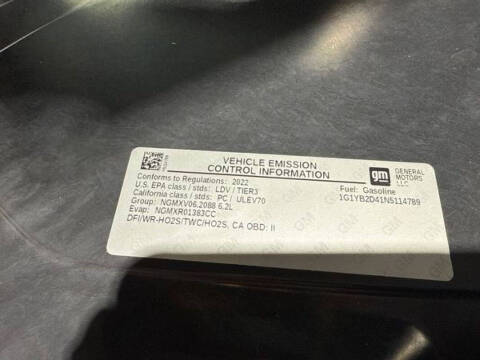 VEHICLE EMISSION
CONTROL INFORMATION
gm
GENERAL
MOTORS
LLC
Conforms to Regulations: 2022
U.S. EPA class / stds: LDV / TIER3
California class / stds: PC / ULEV70
Group: NGMXV06.2088 6.2L
Evap: NGMXR01383CC
DFI/WR-HO2S/TWC/HO2S, CA OBD: II
Fuel: Gasoline
1G1YB2D41N5114789